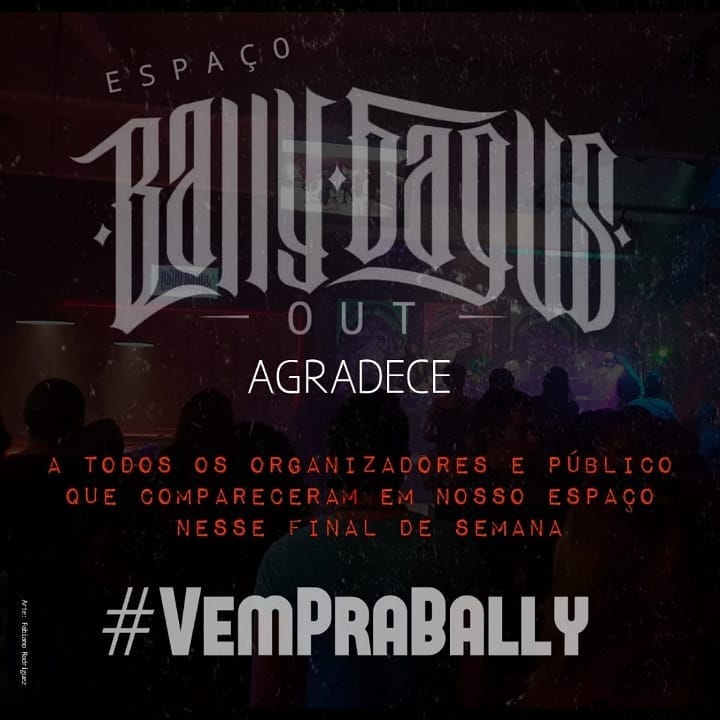 ESPAÇO
BALLY BAGUS
OUT
AGRADECE
A TODOS OS ORGANIZADORES E PÚBLICO
QUE COMPARECERAM EM NOSSO ESPAÇO
NESSE FINAL DE SEMANA
#VEMPRABALLY
Arte: Fabiano Rodriguez